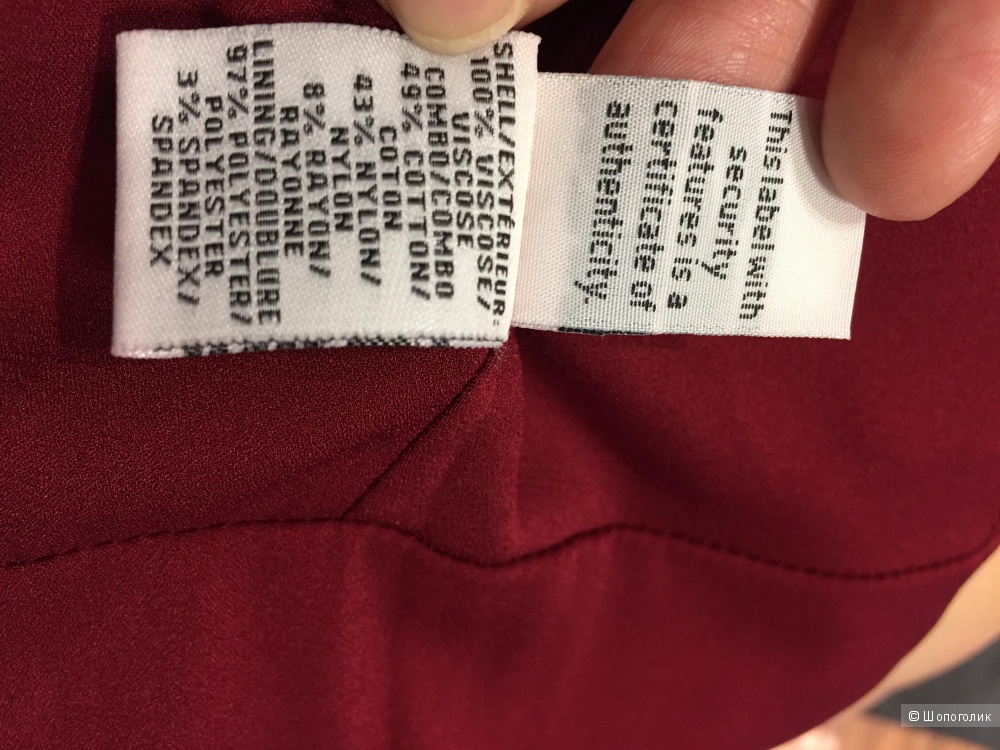 SHELL/EXTÉRIEUR:
100% VISCOSE/
VISCOSE
COMBO/COMBO
49% COTTON/
COTON
43% NYLON/
NYLON
8% RAYON/
RAYONNE
LINING/DOUBLURE
97% POLYESTER/
POLYESTER
3% SPANDEX/
SPANDEX
This label with
security
features is a
certificate of
authenticity.
© Шопоголик